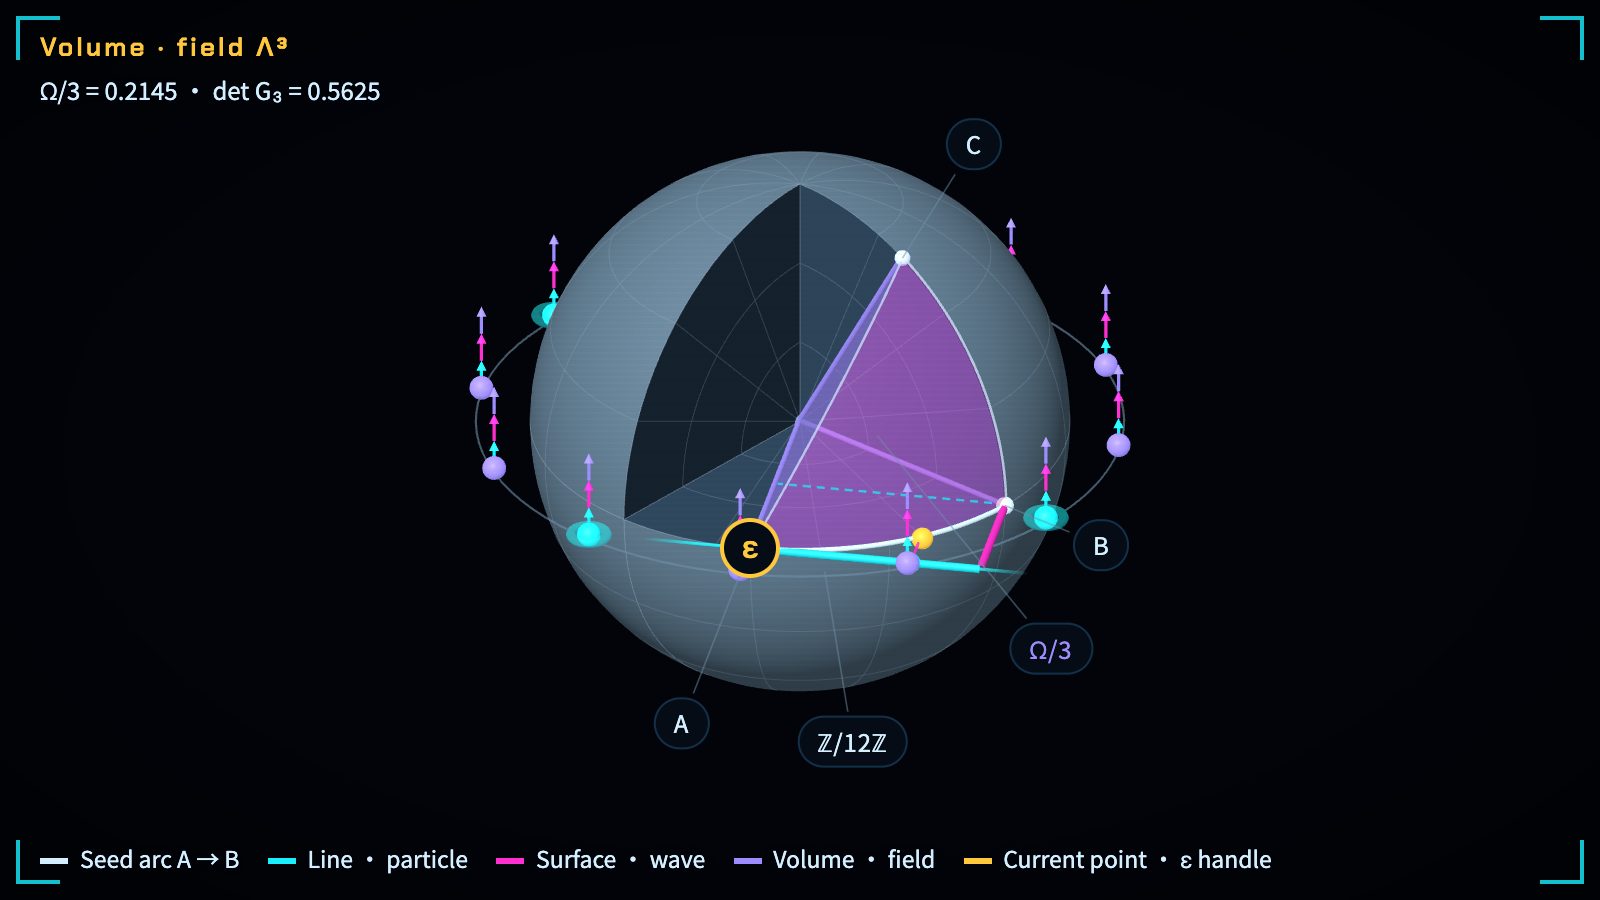 Volume · field Λ³
Ω/3 = 0.2145 · det G₃ = 0.5625
C
ε
B
Ω/3
A
ℤ/12ℤ
Seed arc A → B
Line · particle
Surface · wave
Volume · field
Current point · ε handle